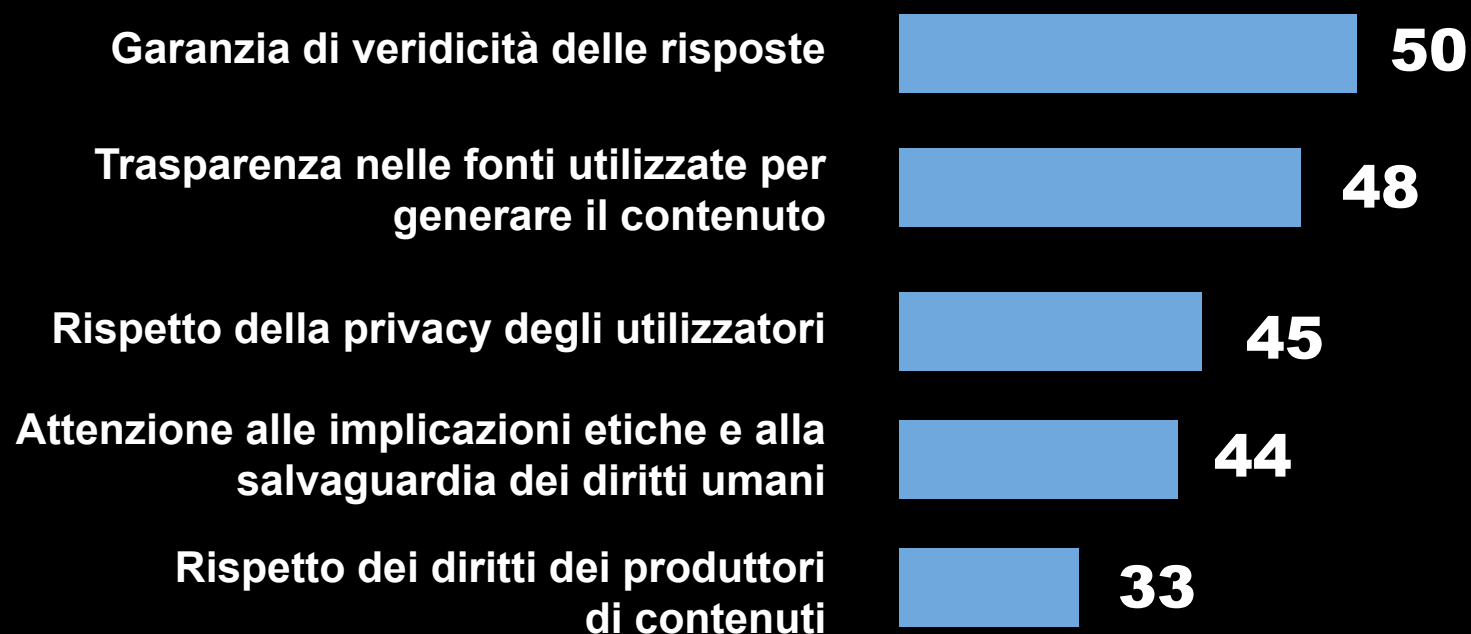 Garanzia di veridicità delle risposte
50
Trasparenza nelle fonti utilizzate per
generare il contenuto
48
Rispetto della privacy degli utilizzatori
45
Attenzione alle implicazioni etiche e alla
salvaguardia dei diritti umani
44
Rispetto dei diritti dei produttori
di contenuti
33